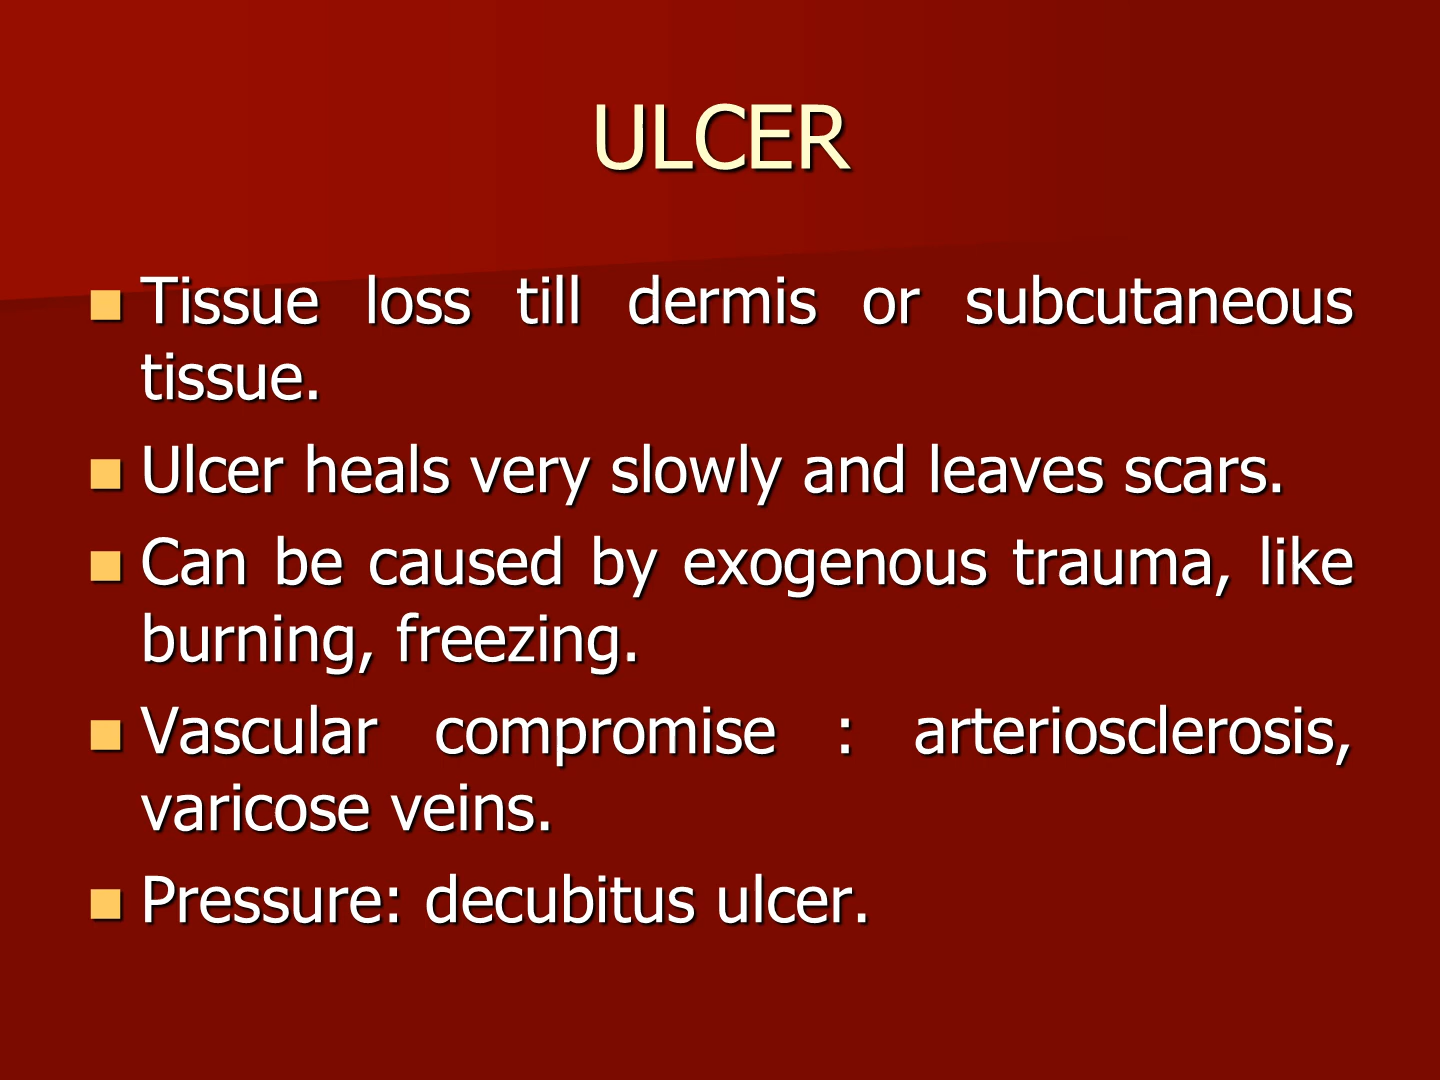 ULCER
Tissue loss till dermis or subcutaneous
tissue.
Ulcer heals very slowly and leaves scars.
Can be caused by exogenous trauma, like
burning, freezing.
Vascular compromise : arteriosclerosis,
varicose veins.
Pressure: decubitus ulcer.